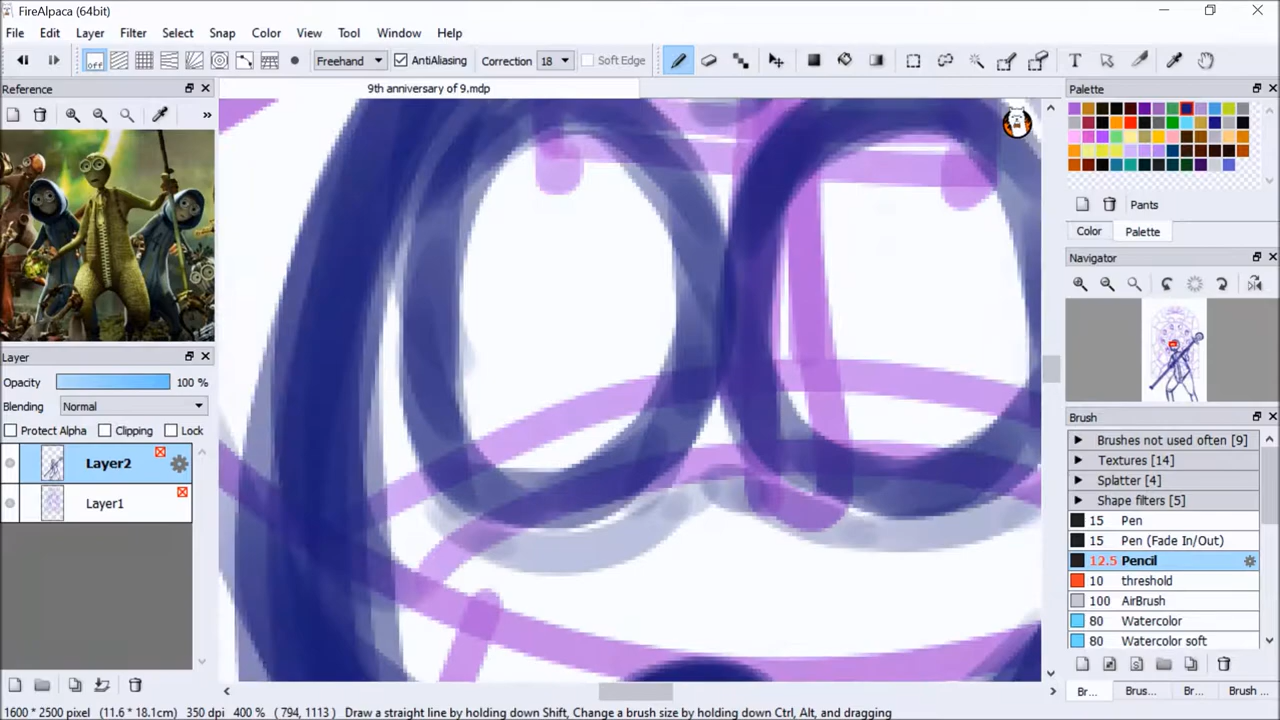 FireAlpaca (64bit)
File Edit Layer Filter Select Snap Color View Tool Window Help
off Freehand AntiAliasing Correction 18 Soft Edge
Reference
9th anniversary of 9.mdp
Palette
Pants
Color Palette
Navigator
Layer
Opacity 100 %
Blending Normal
Protect Alpha Clipping Lock
Layer2
Layer1
Brush
Brushes not used often [9]
Textures [14]
Splatter [4]
Shape filters [5]
15 Pen
15 Pen (Fade In/Out)
12.5 Pencil
10 threshold
100 AirBrush
80 Watercolor
80 Watercolor soft
Br... Brus... Br... Brush ...
1600 * 2500 pixel (11.6 * 18.1cm) 350 dpi 400 % ( 794, 1113 ) Draw a straight line by holding down Shift, Change a brush size by holding down Ctrl, Alt, and dragging